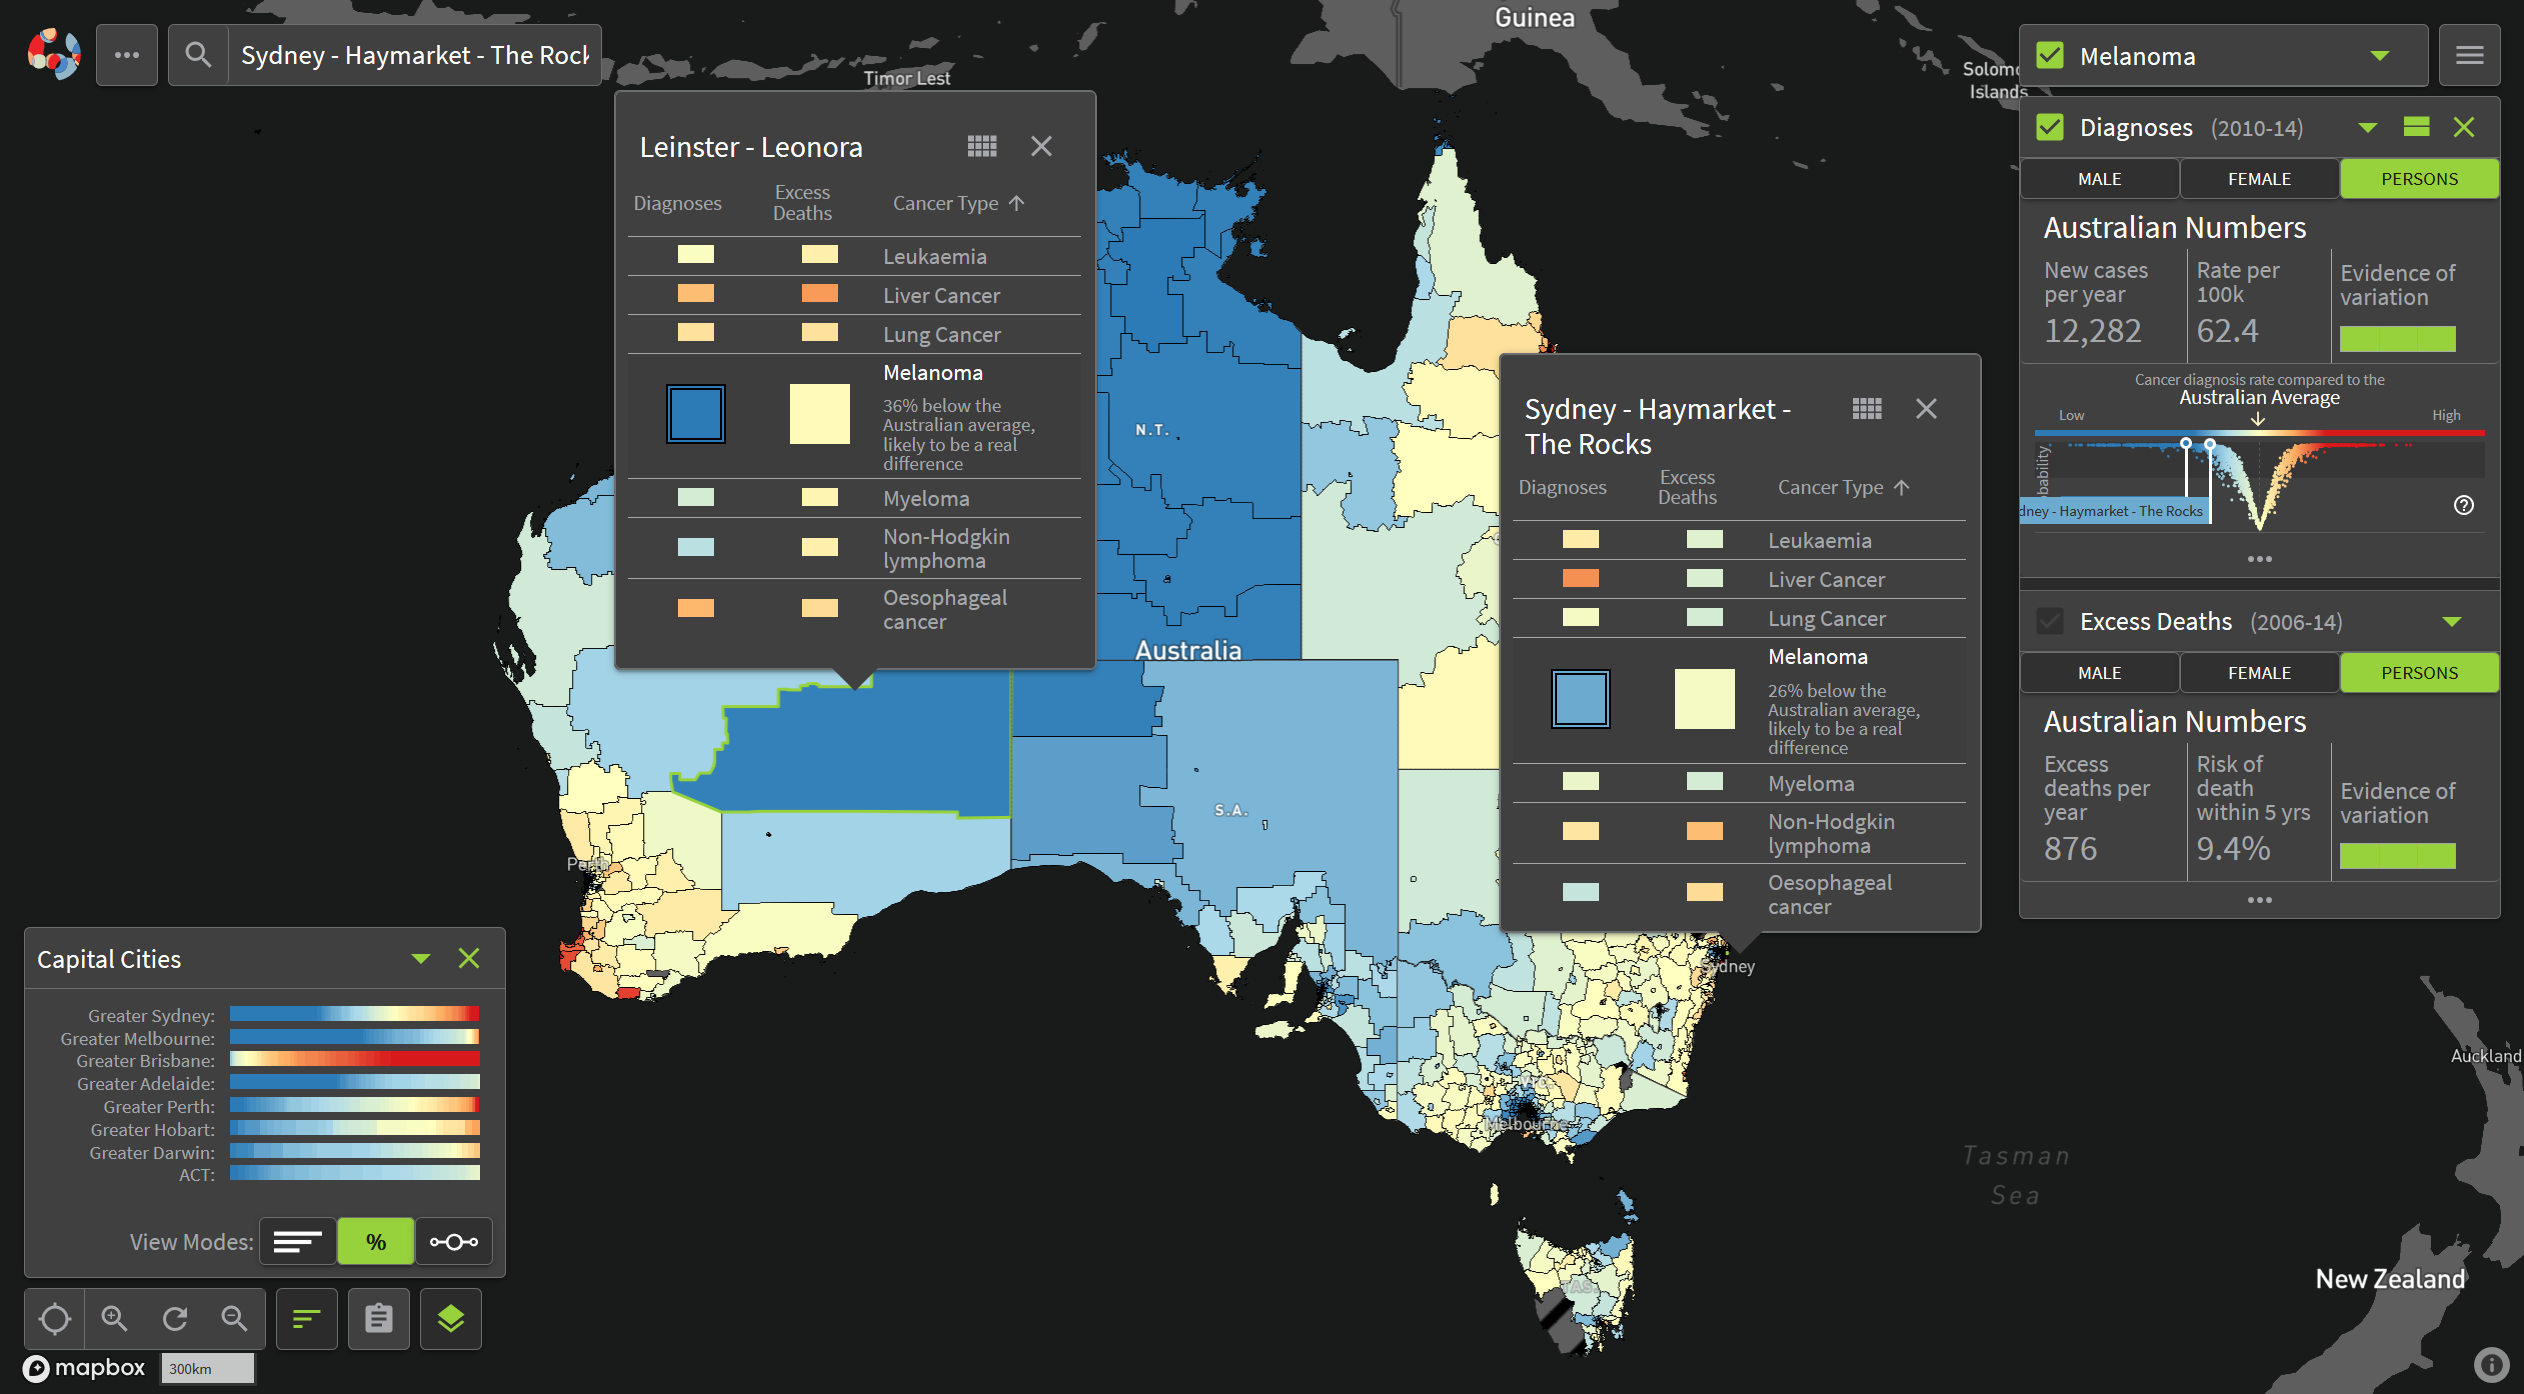 Sydney - Haymarket - The Rock
Guinea
Timor Lest
Solomo
Islands
Melanoma
Leinster - Leonora
Diagnoses
Excess
Deaths
Cancer Type
Leukaemia
Liver Cancer
Lung Cancer
Melanoma
36% below the
Australian average,
likely to be a real
difference
Myeloma
Non-Hodgkin
lymphoma
Oesophageal
cancer
Sydney - Haymarket -
The Rocks
Diagnoses
Excess
Deaths
Cancer Type
Leukaemia
Liver Cancer
Lung Cancer
Melanoma
26% below the
Australian average,
likely to be a real
difference
Myeloma
Non-Hodgkin
lymphoma
Oesophageal
cancer
N.T.
Australia
S.A.
Perth
Sydney
Vic.
Melbourne
TAS.
Tasman
Sea
Auckland
New Zealand
Diagnoses (2010-14)
MALE FEMALE PERSONS
Australian Numbers
New cases
per year
12,282
Rate per
100k
62.4
Evidence of
variation
Cancer diagnosis rate compared to the
Australian Average
Low
High
bability
dney - Haymarket - The Rocks
Excess Deaths (2006-14)
MALE FEMALE PERSONS
Australian Numbers
Excess
deaths per
year
876
Risk of
death
within 5 yrs
9.4%
Evidence of
variation
Capital Cities
Greater Sydney:
Greater Melbourne:
Greater Brisbane:
Greater Adelaide:
Greater Perth:
Greater Hobart:
Greater Darwin:
ACT:
View Modes: %
mapbox
300km